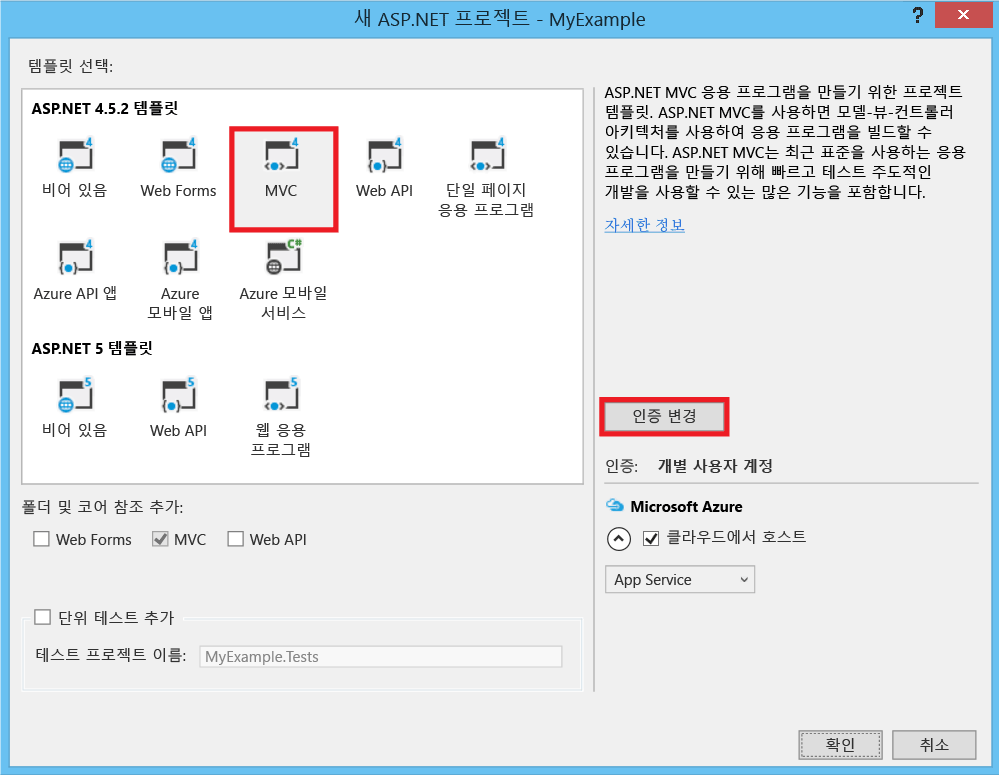 새 ASP.NET 프로젝트 - MyExample
?
템플릿 선택:
ASP.NET 4.5.2 템플릿
4 4 4 4 4
비어 있음 Web Forms MVC Web API 단일 페이지
응용 프로그램
4 4 C#
Azure API 앱 Azure Azure 모바일
모바일 앱 서비스
ASP.NET 5 템플릿
5 5 5
비어 있음 Web API 웹 응용
프로그램
폴더 및 코어 참조 추가:
Web Forms MVC Web API
단위 테스트 추가
테스트 프로젝트 이름: MyExample.Tests
ASP.NET MVC 응용 프로그램을 만들기 위한 프로젝트
템플릿. ASP.NET MVC를 사용하면 모델-뷰-컨트롤러
아키텍처를 사용하여 응용 프로그램을 빌드할 수
있습니다. ASP.NET MVC는 최근 표준을 사용하는 응용
프로그램을 만들기 위해 빠르고 테스트 주도적인
개발을 사용할 수 있는 많은 기능을 포함합니다.
자세한 정보
인증 변경
인증: 개별 사용자 계정
Microsoft Azure
클라우드에서 호스트
App Service
확인 취소